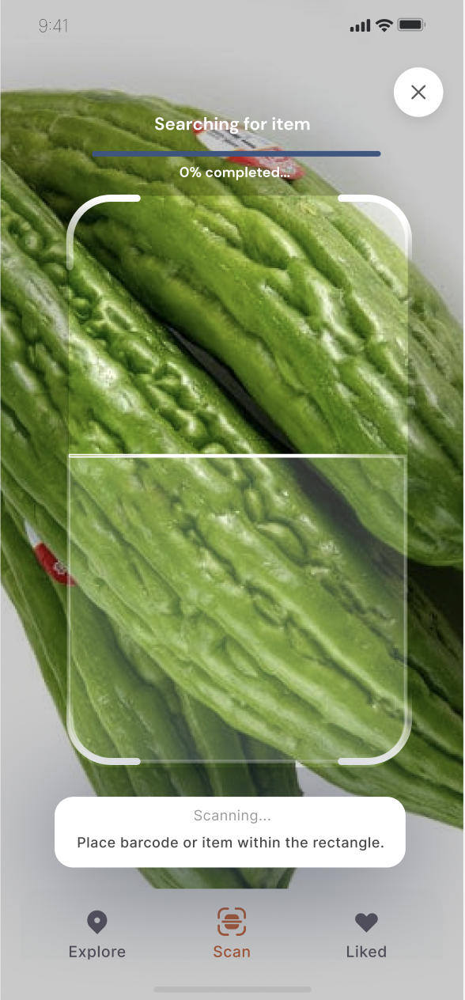 9:41
Searching for item
0% completed...
Scanning...
Place barcode or item within the rectangle.
Explore
Scan
Liked